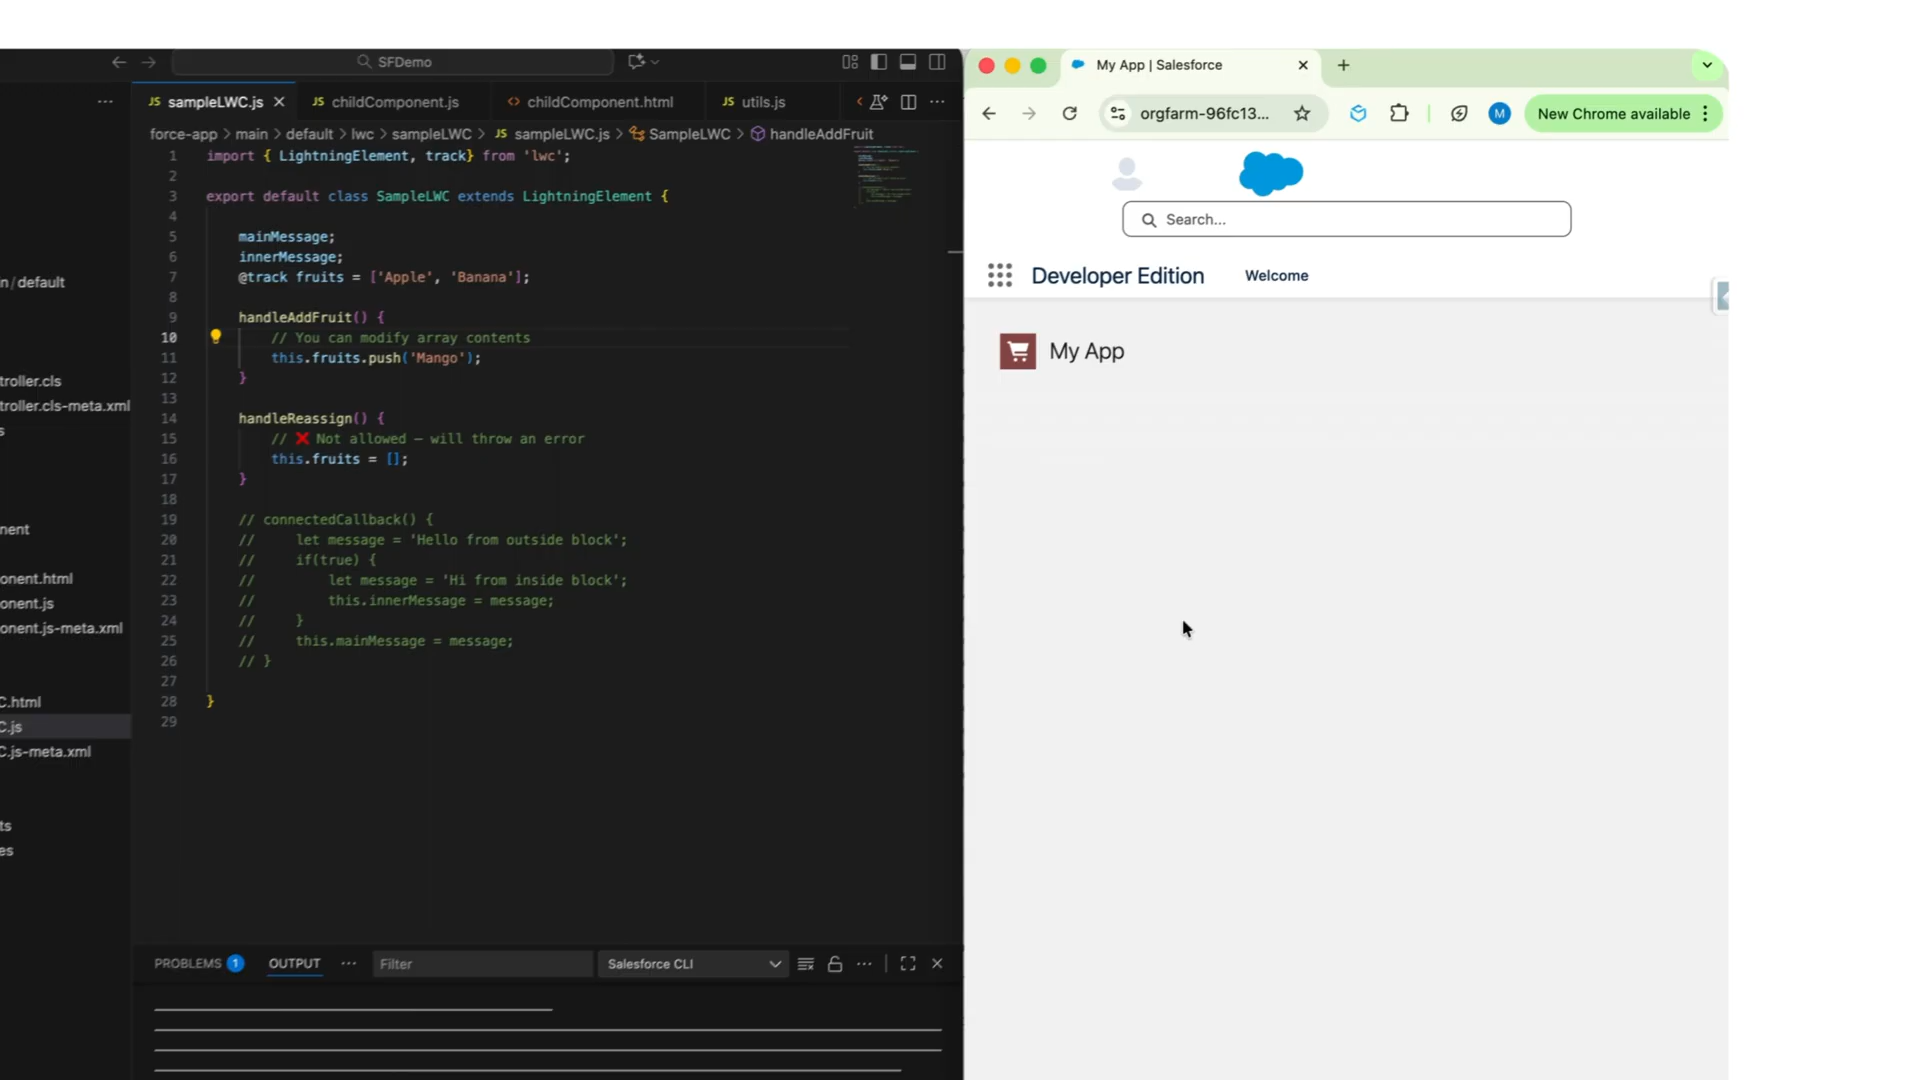 SFDemo
JS sampleLWC.js
JS childComponent.js
<> childComponent.html
JS utils.js
force-app > main > default > lwc > sampleLWC > JS sampleLWC.js > SampleLWC > handleAddFruit
1 import { LightningElement, track} from 'lwc';
2
3 export default class SampleLWC extends LightningElement {
4
5 mainMessage;
6 innerMessage;
7 @track fruits = ['Apple', 'Banana'];
8
9 handleAddFruit() {
10 // You can modify array contents
11 this.fruits.push('Mango');
12 }
13
14 handleReassign() {
15 // ❌ Not allowed – will throw an error
16 this.fruits = [];
17 }
18
19 // connectedCallback() {
20 // let message = 'Hello from outside block';
21 // if(true) {
22 // let message = 'Hi from inside block';
23 // this.innerMessage = message;
24 // }
25 // this.mainMessage = message;
26 // }
27
28 }
29
n/default
troller.cls
troller.cls-meta.xml
s
nent
onent.html
onent.js
onent.js-meta.xml
C.html
C.js
C.js-meta.xml
ts
es
PROBLEMS 1
OUTPUT
Filter
Salesforce CLI
My App | Salesforce
orgfarm-96fc13...
M
New Chrome available
Search...
Developer Edition
Welcome
My App